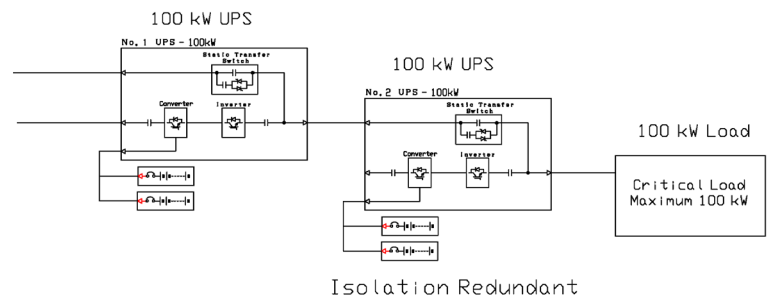 100 kW UPS
No. 1 UPS - 100kW
Static Transfer
Switch
Converter
Inverter
100 kW UPS
No.2 UPS - 100kW
Static Transfer
Switch
Converter
Inverter
100 kW Load
Critical Load
Maximum 100 kW
Isolation Redundant